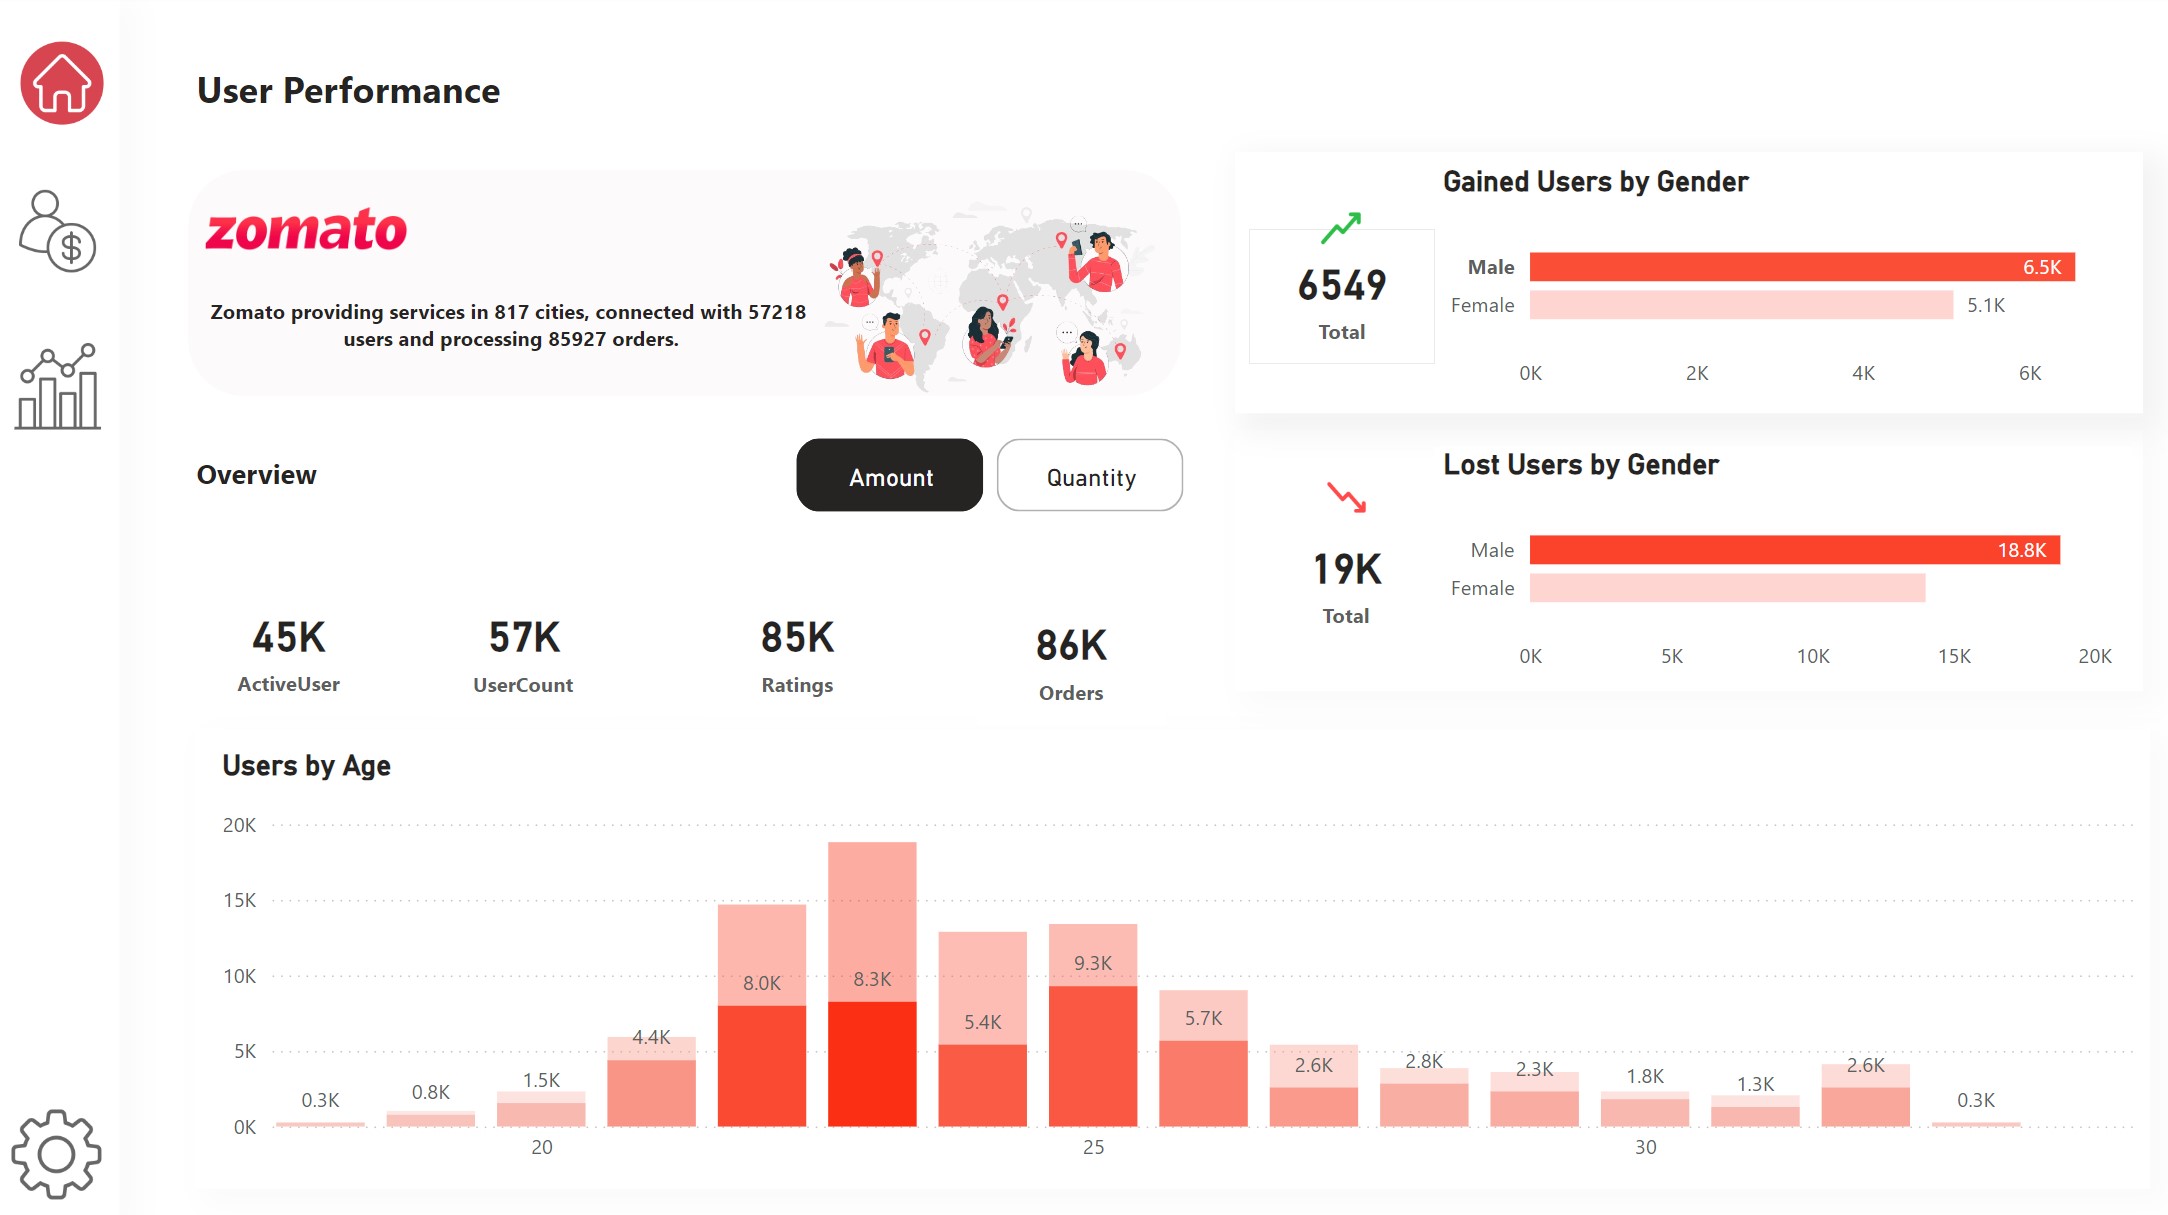 User Performance
zomato
Zomato providing services in 817 cities, connected with 57218
users and processing 85927 orders.
Overview
Amount
Quantity
45K
ActiveUser
57K
UserCount
85K
Ratings
86K
Orders
Gained Users by Gender
6549
Total
Male
6.5K
Female
5.1K
0K 2K 4K 6K
Lost Users by Gender
19K
Total
Male
18.8K
Female
0K 5K 10K 15K 20K
Users by Age
20K
15K
10K
5K
0K
0.3K
0.8K
1.5K
4.4K
8.0K
8.3K
5.4K
9.3K
5.7K
2.6K
2.8K
2.3K
1.8K
1.3K
2.6K
0.3K
20 25 30